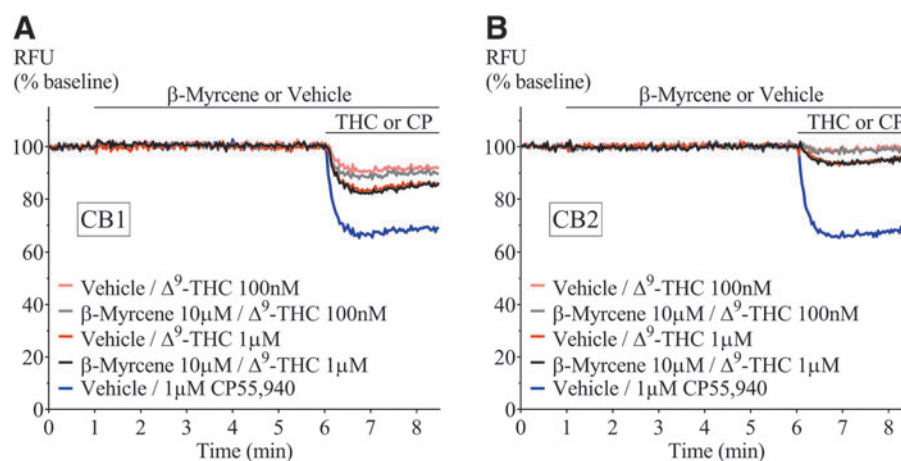 A
RFU
(% baseline)
β-Myrcene or Vehicle
THC or CP
100
80
60
40
20
0
CB1
Vehicle / Δ⁹-THC 100nM
β-Myrcene 10μM / Δ⁹-THC 100nM
Vehicle / Δ⁹-THC 1μM
β-Myrcene 10μM / Δ⁹-THC 1μM
Vehicle / 1μM CP55,940
0 1 2 3 4 5 6 7 8
Time (min)
B
RFU
(% baseline)
β-Myrcene or Vehicle
THC or CP
100
80
60
40
20
0
CB2
Vehicle / Δ⁹-THC 100nM
β-Myrcene 10μM / Δ⁹-THC 100nM
Vehicle / Δ⁹-THC 1μM
β-Myrcene 10μM / Δ⁹-THC 1μM
Vehicle / 1μM CP55,940
0 1 2 3 4 5 6 7 8
Time (min)